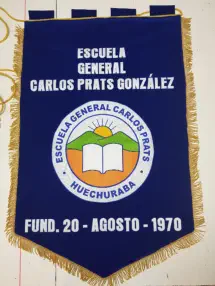 ESCUELA
GENERAL
CARLOS PRATS GONZÁLEZ
ESCUELA GENERAL CARLOS PRATS
HUECHURABA
FUND. 20 - AGOSTO - 1970